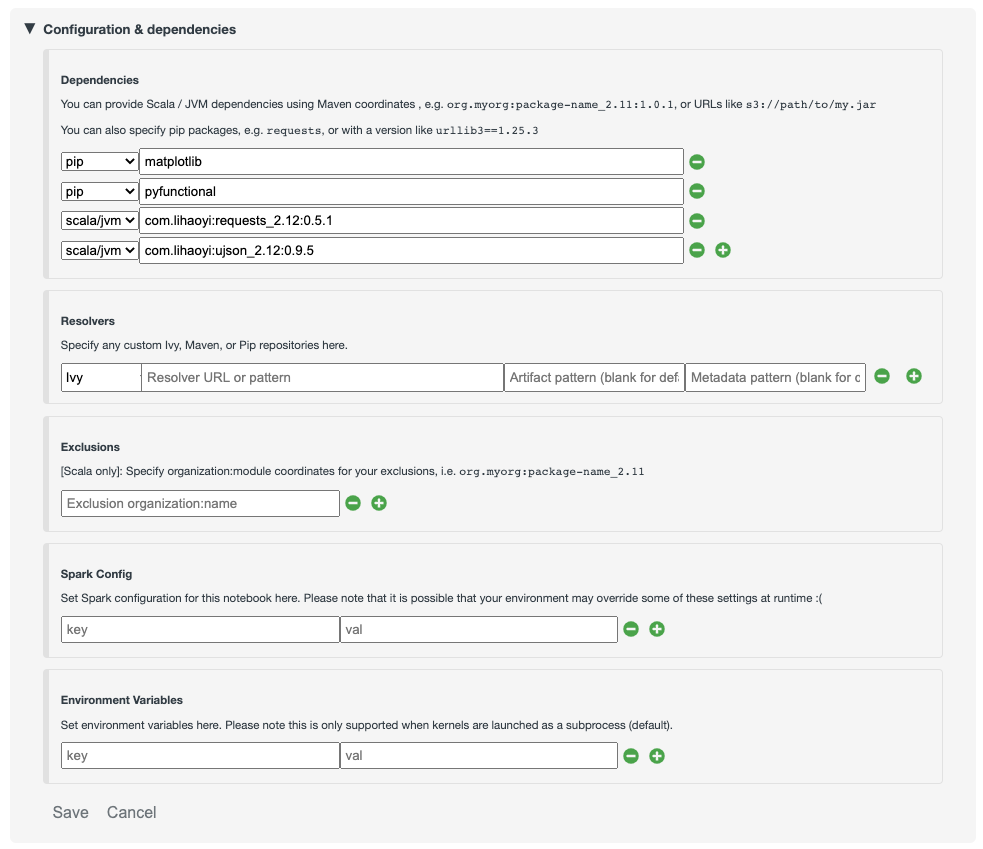 Configuration & dependencies
Dependencies
You can provide Scala / JVM dependencies using Maven coordinates , e.g. org.myorg:package-name_2.11:1.0.1, or URLs like s3://path/to/my.jar
You can also specify pip packages, e.g. requests, or with a version like urllib3==1.25.3
pip matplotlib
pip pyfunctional
scala/jvm com.lihaoyi:requests_2.12:0.5.1
scala/jvm com.lihaoyi:ujson_2.12:0.9.5
Resolvers
Specify any custom Ivy, Maven, or Pip repositories here.
Ivy Resolver URL or pattern Artifact pattern (blank for def Metadata pattern (blank for
Exclusions
[Scala only]: Specify organization:module coordinates for your exclusions, i.e. org.myorg:package-name_2.11
Exclusion organization:name
Spark Config
Set Spark configuration for this notebook here. Please note that it is possible that your environment may override some of these settings at runtime :(
key val
Environment Variables
Set environment variables here. Please note this is only supported when kernels are launched as a subprocess (default).
key val
Save Cancel